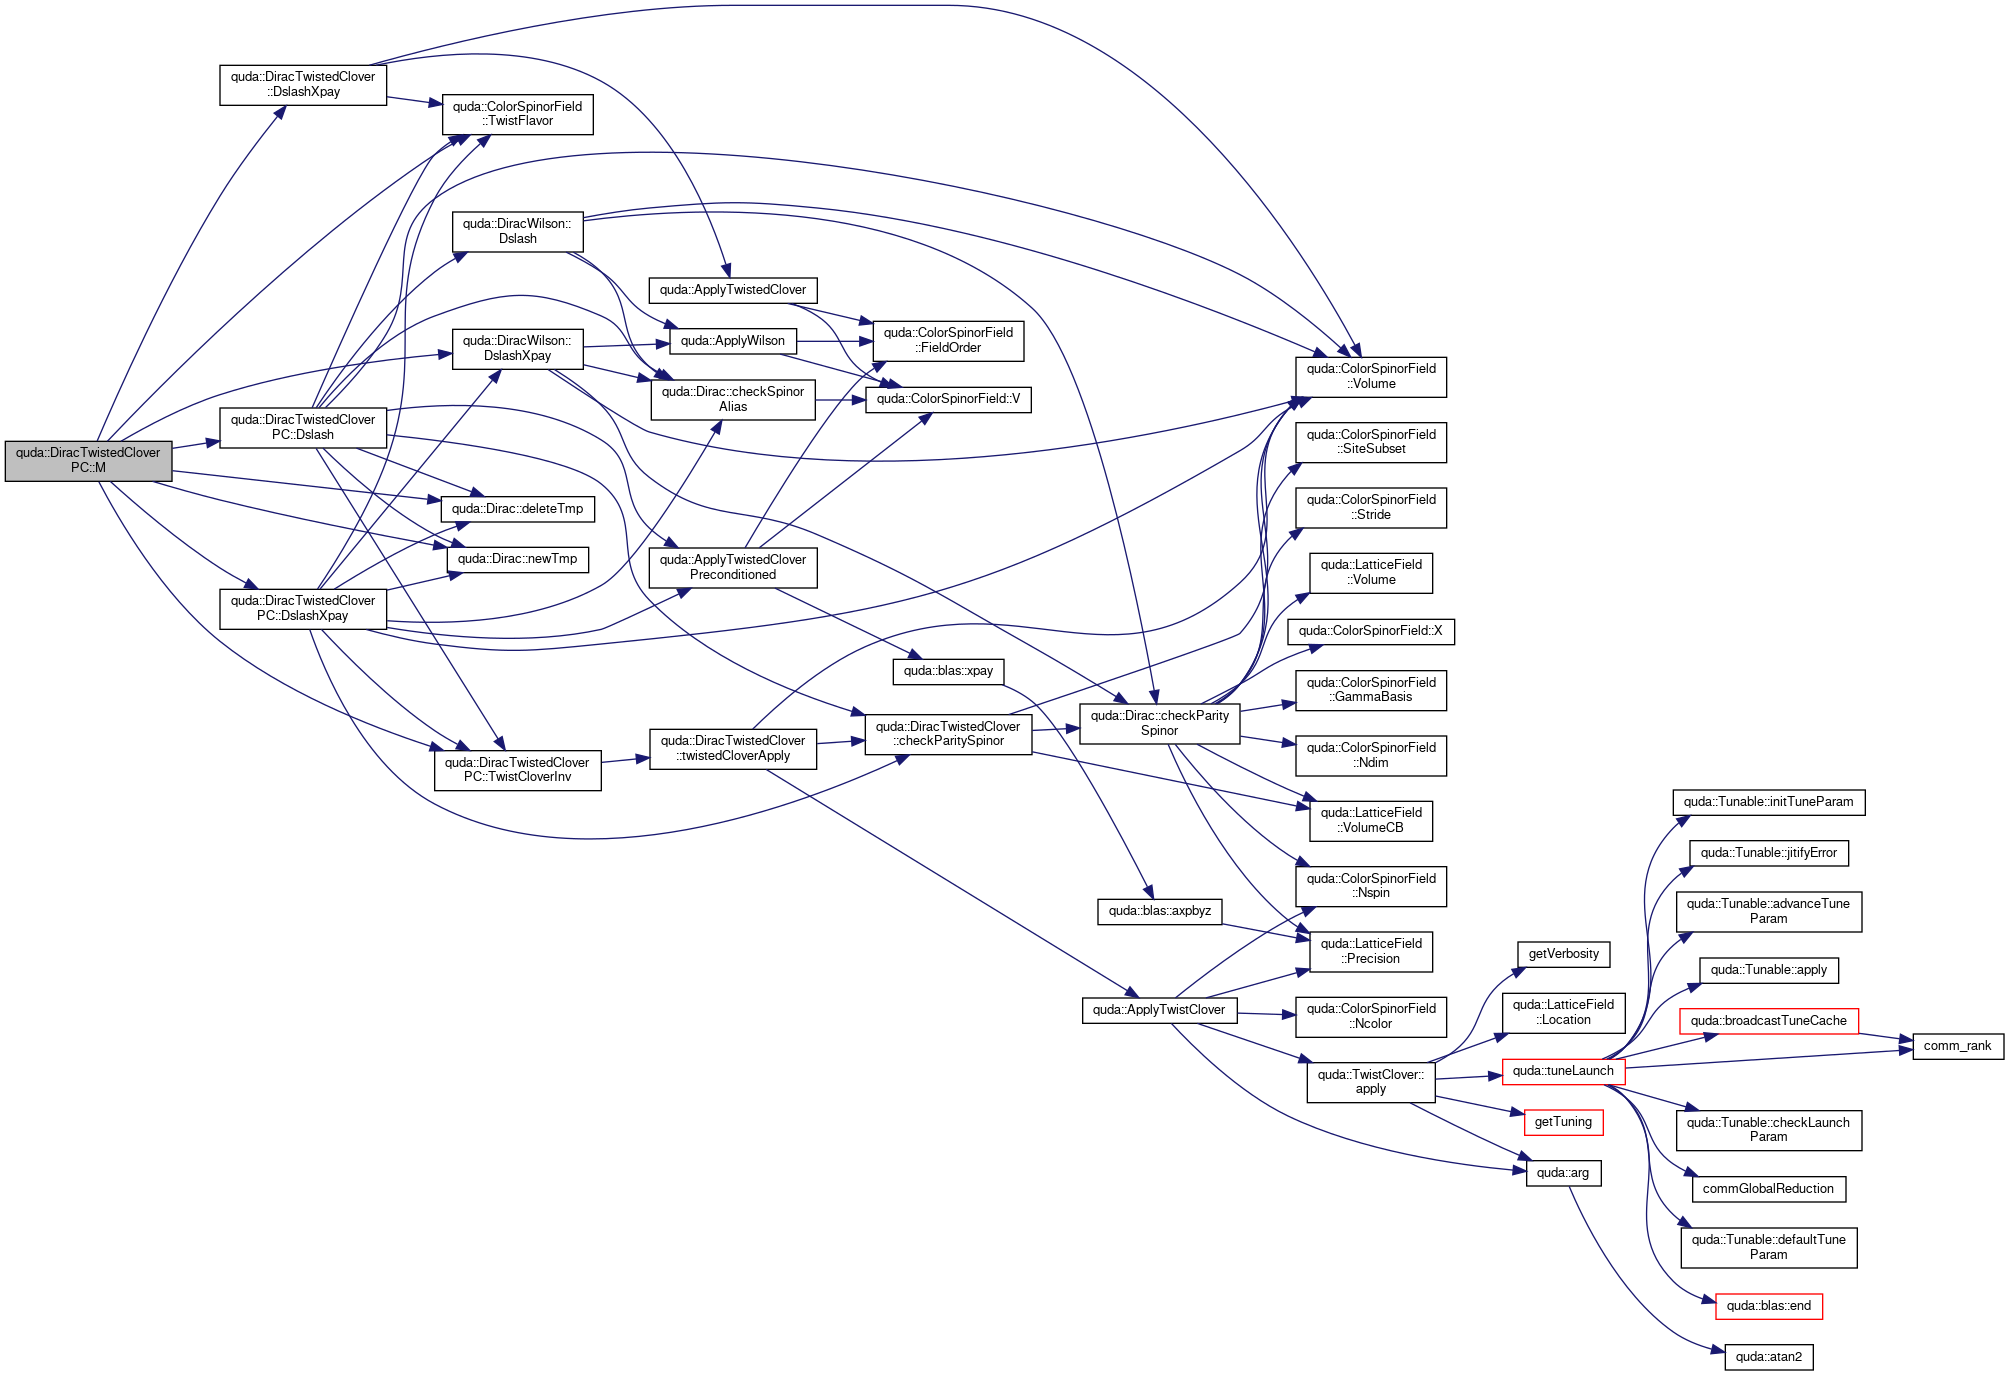 quda::DiracTwistedClover
PC::M
quda::DiracTwistedClover
::DslashXpay
quda::DiracTwistedClover
PC::Dslash
quda::DiracTwistedClover
PC::DslashXpay
quda::ColorSpinorField
::TwistFlavor
quda::DiracWilson::
Dslash
quda::DiracWilson::
DslashXpay
quda::Dirac::deleteTmp
quda::Dirac::newTmp
quda::DiracTwistedClover
PC::TwistCloverInv
quda::ApplyTwistedClover
quda::ApplyWilson
quda::Dirac::checkSpinor
Alias
quda::ApplyTwistedClover
Preconditioned
quda::DiracTwistedClover
::twistedCloverApply
quda::ColorSpinorField
::FieldOrder
quda::ColorSpinorField::V
quda::blas::xpay
quda::DiracTwistedClover
::checkParitySpinor
quda::Dirac::checkParity
Spinor
quda::blas::axpbyz
quda::ApplyTwistClover
quda::ColorSpinorField
::Volume
quda::ColorSpinorField
::SiteSubset
quda::ColorSpinorField
::Stride
quda::LatticeField
::Volume
quda::ColorSpinorField::X
quda::ColorSpinorField
::GammaBasis
quda::ColorSpinorField
::Ndim
quda::LatticeField
::VolumeCB
quda::ColorSpinorField
::Nspin
quda::LatticeField
::Precision
quda::ColorSpinorField
::Ncolor
quda::TwistClover::
apply
getVerbosity
quda::LatticeField
::Location
quda::tuneLaunch
getTuning
quda::arg
quda::Tunable::initTuneParam
quda::Tunable::jitifyError
quda::Tunable::advanceTune
Param
quda::Tunable::apply
quda::broadcastTuneCache
quda::Tunable::checkLaunch
Param
commGlobalReduction
quda::Tunable::defaultTune
Param
quda::blas::end
quda::atan2
comm_rank